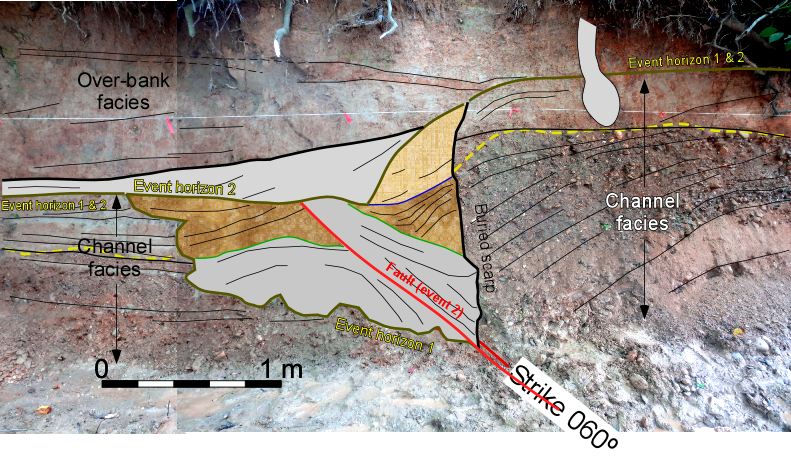 Over-bank
facies
Event horizon 1 & 2
Event horizon 2
Event horizon 1 & 2
Channel
facies
Channel
facies
Buried scarp
Fault (event 2)
Event horizon 1
0 1 m
Strike 060º